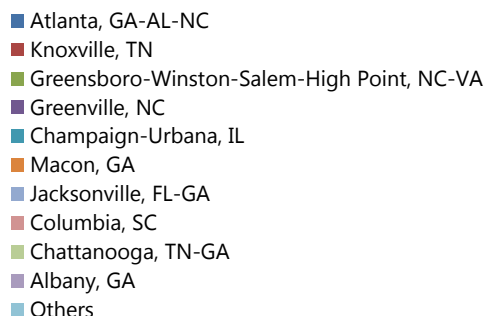 Atlanta, GA-AL-NC
Knoxville, TN
Greensboro-Winston-Salem-High Point, NC-VA
Greenville, NC
Champaign-Urbana, IL
Macon, GA
Jacksonville, FL-GA
Columbia, SC
Chattanooga, TN-GA
Albany, GA
Others